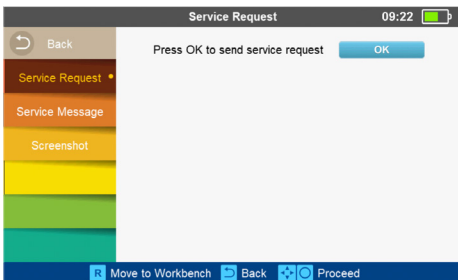 Service Request 09:22
Back
Press OK to send service request OK
Service Request
Service Message
Screenshot
R Move to Workbench Back Proceed